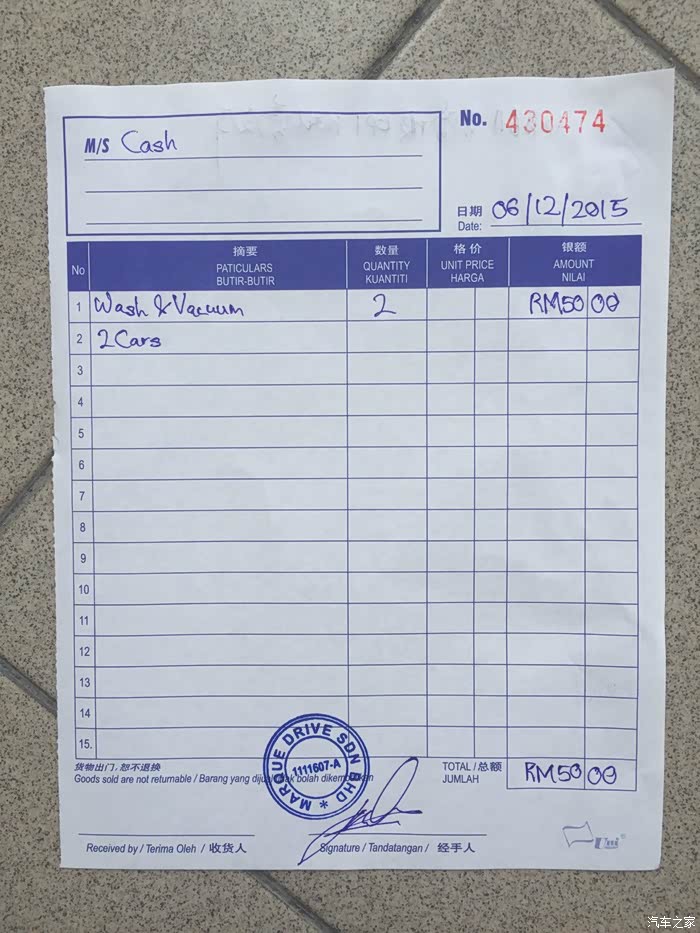 M/S Cash
No. 430474
日期
Date: 06/12/2015
No
摘要
PATICULARS
BUTIR-BUTIR
数量
QUANTITY
KUANTITI
格价
UNIT PRICE
HARGA
银额
AMOUNT
NILAI
1 Wash & Vacuum 2 RM50 00
2 2 Cars
3
4
5
6
7
8
9
10
11
12
13
14
15.
货物出门,恕不退换
Goods sold are not returnable / Barang yang dijual tidak bolah dikembalikan
MARQUE DRIVE SDN BHD *
1111607-A
TOTAL / 总额
JUMLAH
RM50 00
Received by / Terima Oleh / 收货人
Signature / Tandatangan / 经手人
Uni
汽车之家